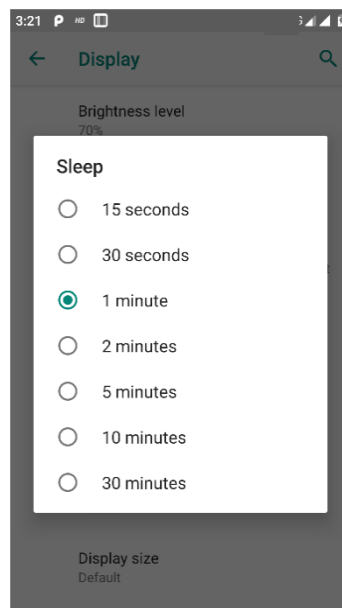 3:21 P HD
Display
Brightness level
70%
Sleep
15 seconds
30 seconds
1 minute
2 minutes
5 minutes
10 minutes
30 minutes
Display size
Default